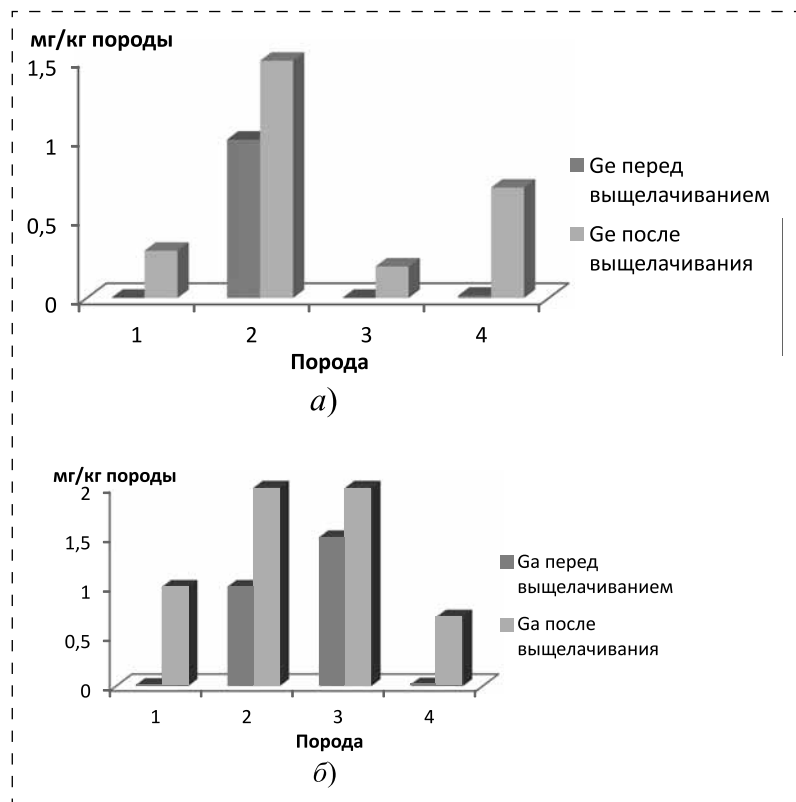 мг/кг породы
1,5
1
0,5
0
1 2 3 4
Порода
Ge перед
выщелачиванием
Ge после
выщелачивания
а)
мг/кг породы
2
1,5
1
0,5
0
1 2 3 4
Порода
Ga перед
выщелачиванием
Ga после
выщелачивания
б)